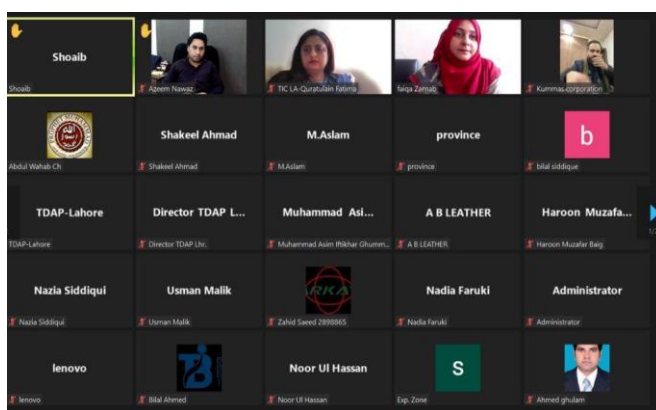 Shoaib
Shoaib
Azeem Nawaz
TIC LA-Quratulain Fatima
faiqa Zainab
Kummas corporation
Abdul Wahab Ch
Shakeel Ahmad
Shakeel Ahmad
M.Aslam
M.Aslam
province
province
b
bilal siddique
TDAP-Lahore
TDAP-Lahore
Director TDAP L...
Director TDAP Lhr.
Muhammad Asi...
Muhammad Asim Iftikhar Ghumm...
A B LEATHER
A B LEATHER
Haroon Muzafa...
Haroon Muzafar Baig
Nazia Siddiqui
Nazia Siddiqui
Usman Malik
Usman Malik
RKA
Zahid Saeed 2898865
Nadia Faruki
Nadia Faruki
Administrator
Administrator
lenovo
lenovo
Bilal Ahmed
Noor Ul Hassan
Noor Ul Hassan
S
Exp. Zone
Ahmed ghulam